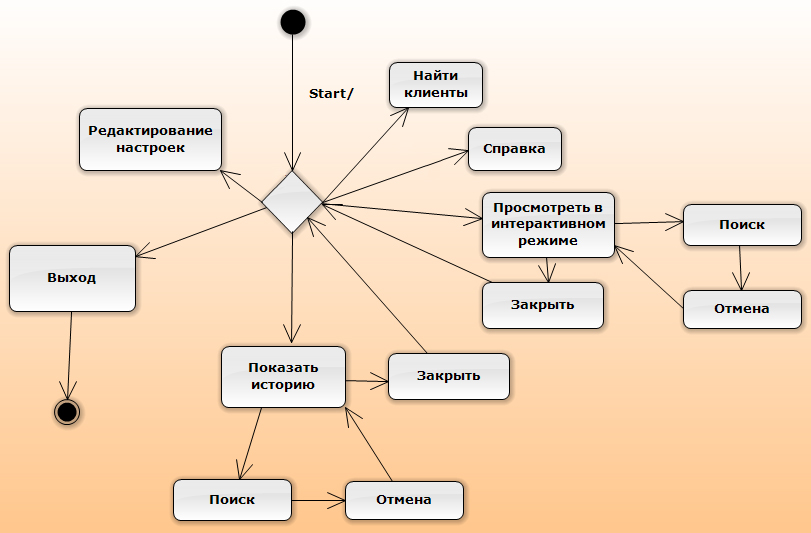 Start/
Найти
клиенты
Редактирование
настроек
Справка
Просмотреть в
интерактивном
режиме
Поиск
Выход
Закрыть
Отмена
Показать
историю
Закрыть
Поиск
Отмена